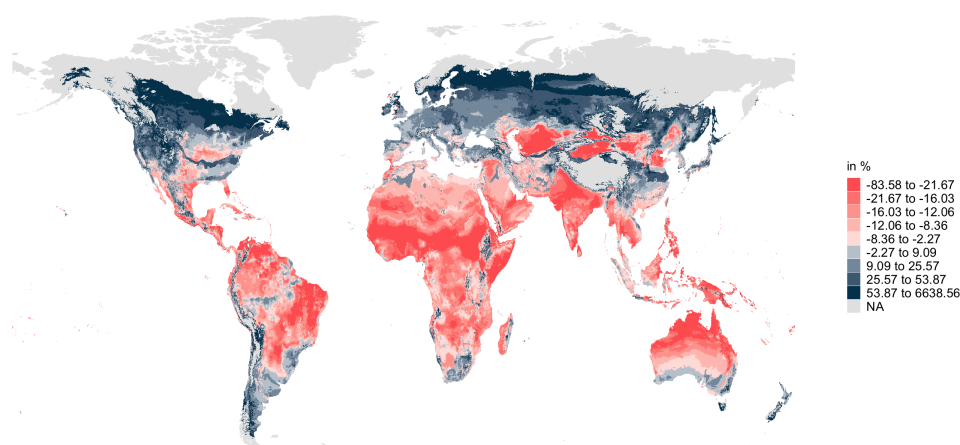 in %
-83.58 to -21.67
-21.67 to -16.03
-16.03 to -12.06
-12.06 to -8.36
-8.36 to -2.27
-2.27 to 9.09
9.09 to 25.57
25.57 to 53.87
53.87 to 6638.56
NA